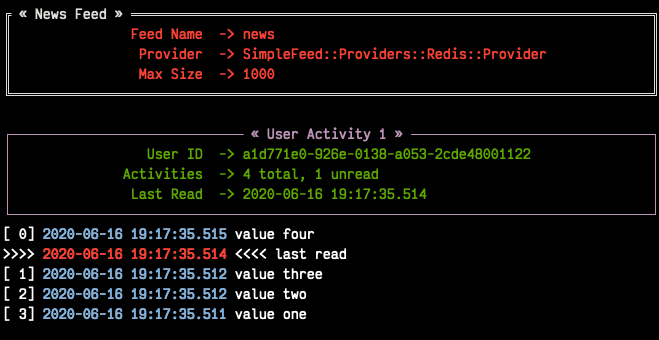 « News Feed »
Feed Name -> news
Provider -> SimpleFeed::Providers::Redis::Provider
Max Size -> 1000
« User Activity 1 »
User ID -> a1d771e0-926e-0138-a053-2cde48001122
Activities -> 4 total, 1 unread
Last Read -> 2020-06-16 19:17:35.514
[ 0] 2020-06-16 19:17:35.515 value four
>>>> 2020-06-16 19:17:35.514 <<<< last read
[ 1] 2020-06-16 19:17:35.512 value three
[ 2] 2020-06-16 19:17:35.512 value two
[ 3] 2020-06-16 19:17:35.511 value one